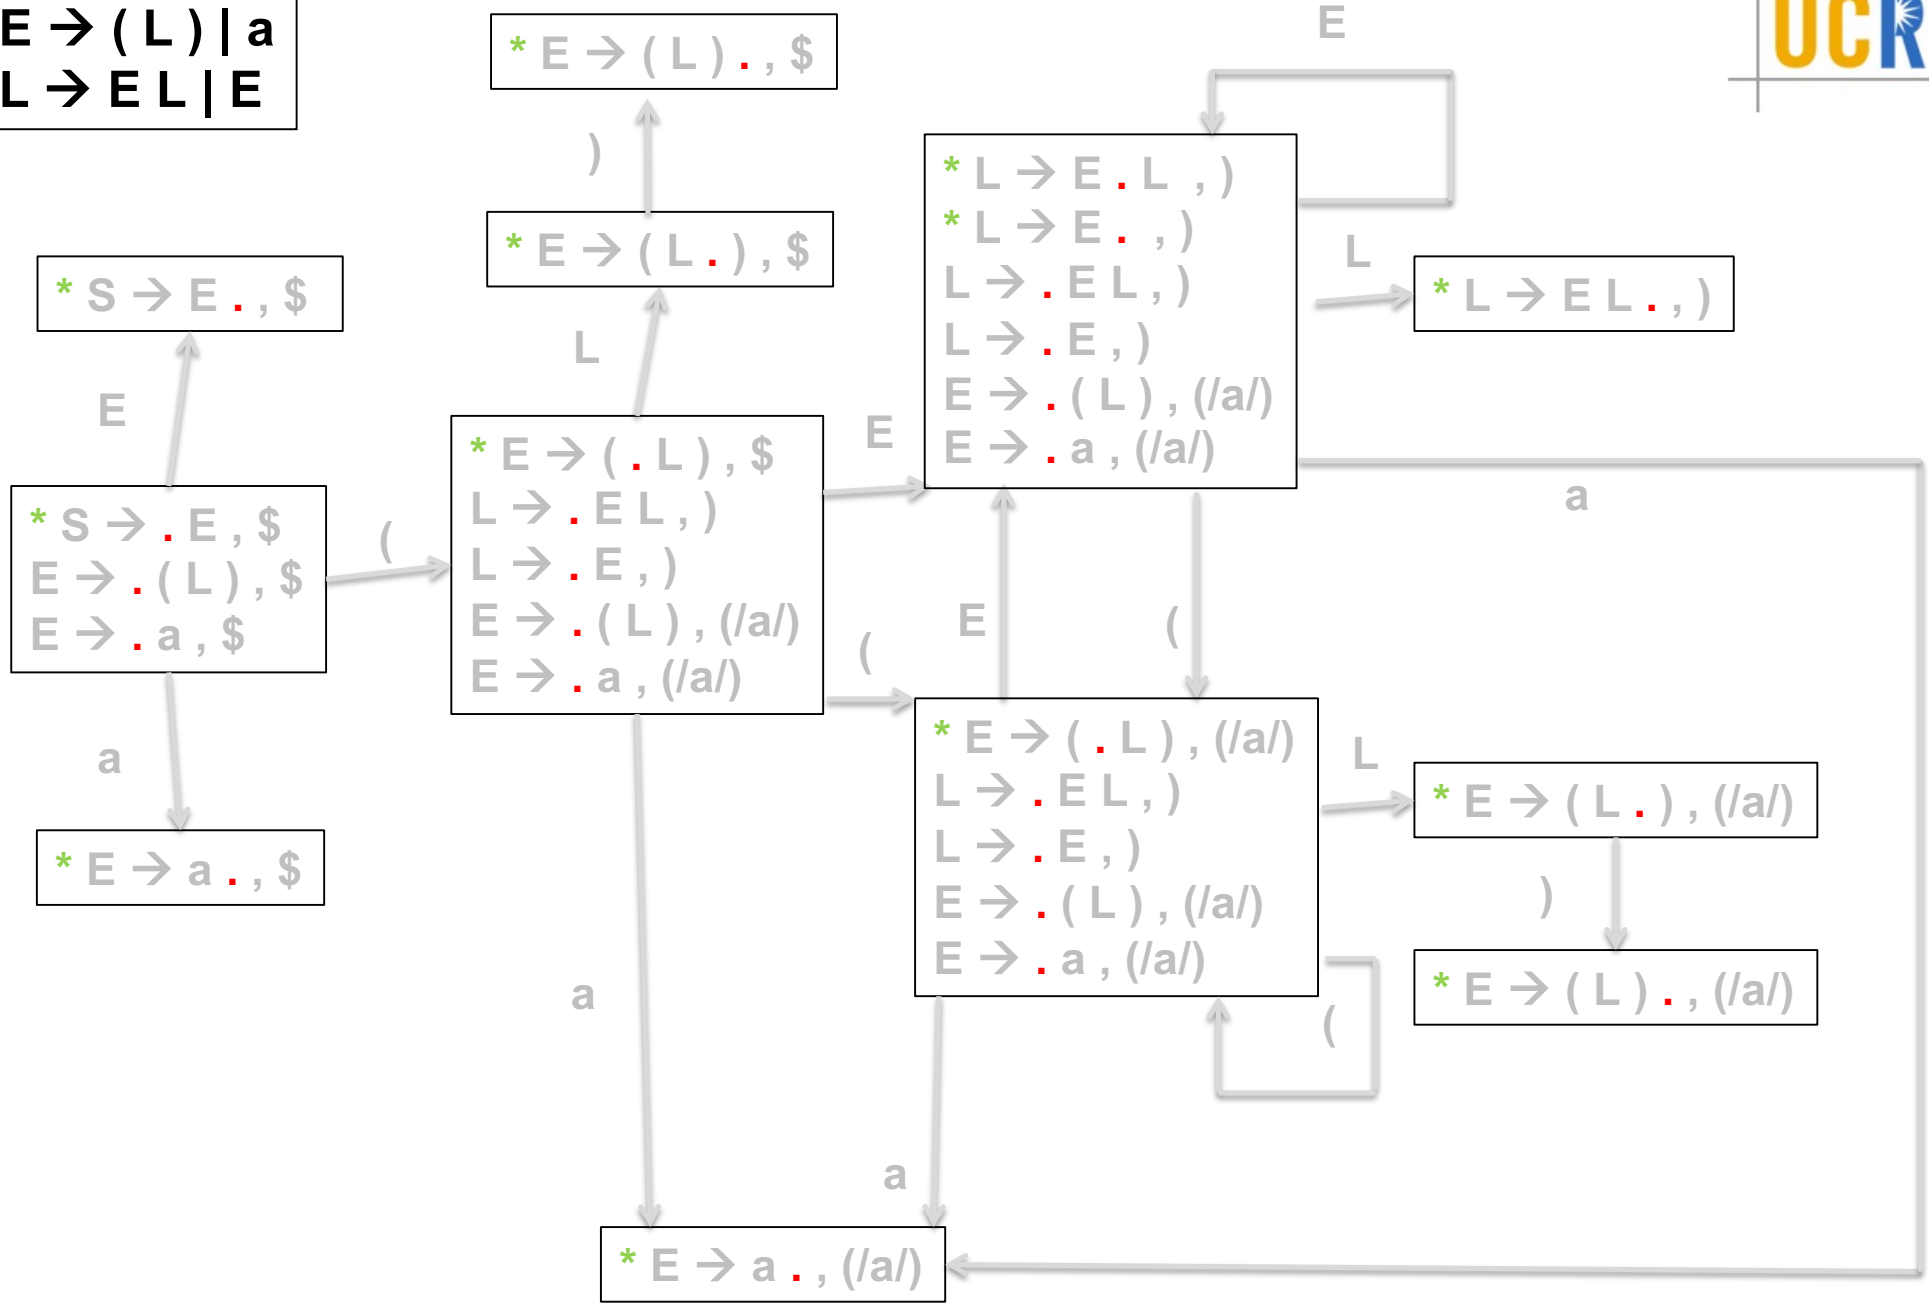 E → ( L ) | a
L → E L | E
UCR
* E → ( L ) . , $
)
* E → ( L . ) , $
L
* S → E . , $
E
* S → . E , $
E → . ( L ) , $
E → . a , $
(
a
* E → a . , $
* E → ( . L ) , $
L → . E L , )
L → . E , )
E → . ( L ) , (/a/)
E → . a , (/a/)
E
(
a
E
* L → E . L , )
* L → E . , )
L → . E L , )
L → . E , )
E → . ( L ) , (/a/)
E → . a , (/a/)
L
* L → E L . , )
a
E
(
* E → ( . L ) , (/a/)
L → . E L , )
L → . E , )
E → . ( L ) , (/a/)
E → . a , (/a/)
L
* E → ( L . ) , (/a/)
)
* E → ( L ) . , (/a/)
(
a
* E → a . , (/a/)